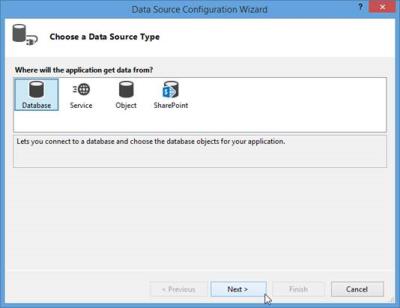 Data Source Configuration Wizard
?
Choose a Data Source Type
Where will the application get data from?
Database Service Object SharePoint
Lets you connect to a database and choose the database objects for your application.
< Previous Next > Finish Cancel